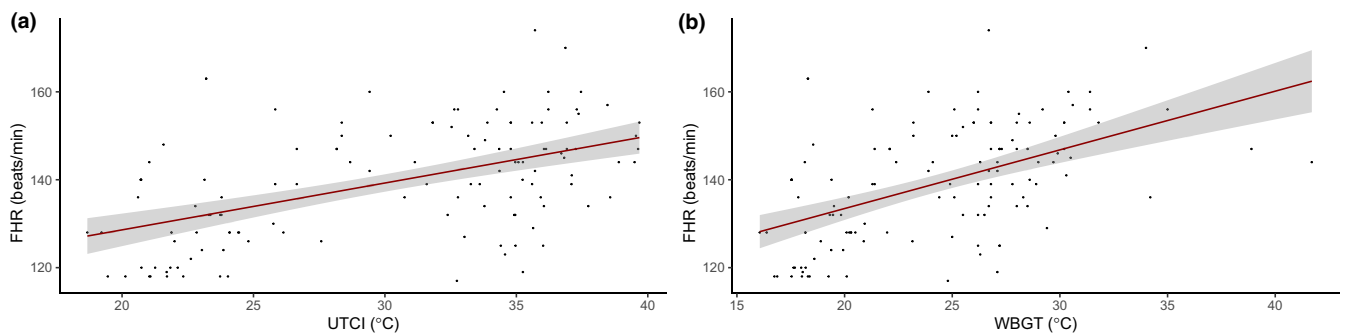 (a)
FHR (beats/min)
160
140
120
20 25 30 35 40
UTCI (°C)
(b)
FHR (beats/min)
160
140
120
15 20 25 30 35 40
WBGT (°C)